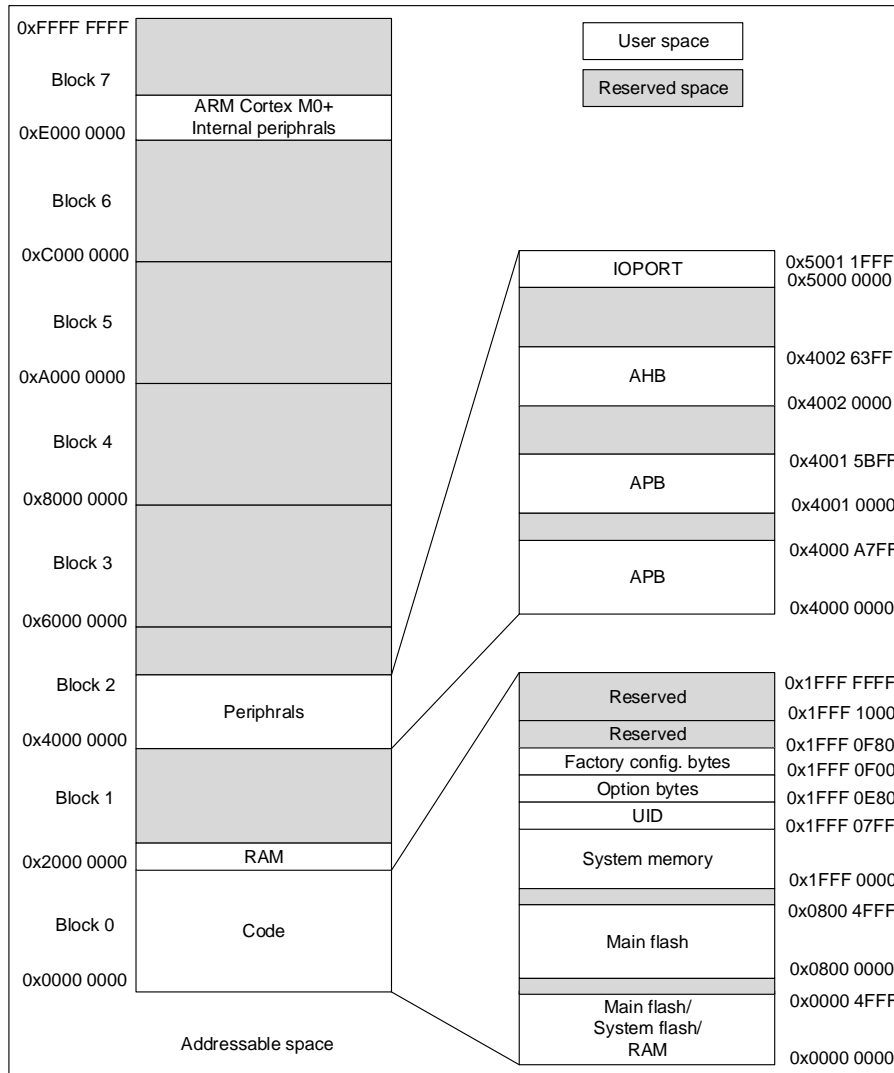 0xFFFF FFFF
Block 7
ARM Cortex M0+
Internal periphrals
0xE000 0000
Block 6
0xC000 0000
Block 5
0xA000 0000
Block 4
0x8000 0000
Block 3
0x6000 0000
Block 2
Periphrals
0x4000 0000
Block 1
0x2000 0000
RAM
Block 0
Code
0x0000 0000
Addressable space
User space
Reserved space
IOPORT
0x5001 1FFF
0x5000 0000
0x4002 63FF
AHB
0x4002 0000
0x4001 5BFF
APB
0x4001 0000
0x4000 A7FF
APB
0x4000 0000
0x1FFF FFFF
Reserved
0x1FFF 1000
Reserved
0x1FFF 0F80
Factory config. bytes
0x1FFF 0F00
Option bytes
0x1FFF 0E80
UID
0x1FFF 07FF
System memory
0x1FFF 0000
0x0800 4FFF
Main flash
0x0800 0000
0x0000 4FFF
Main flash/
System flash/
RAM
0x0000 0000